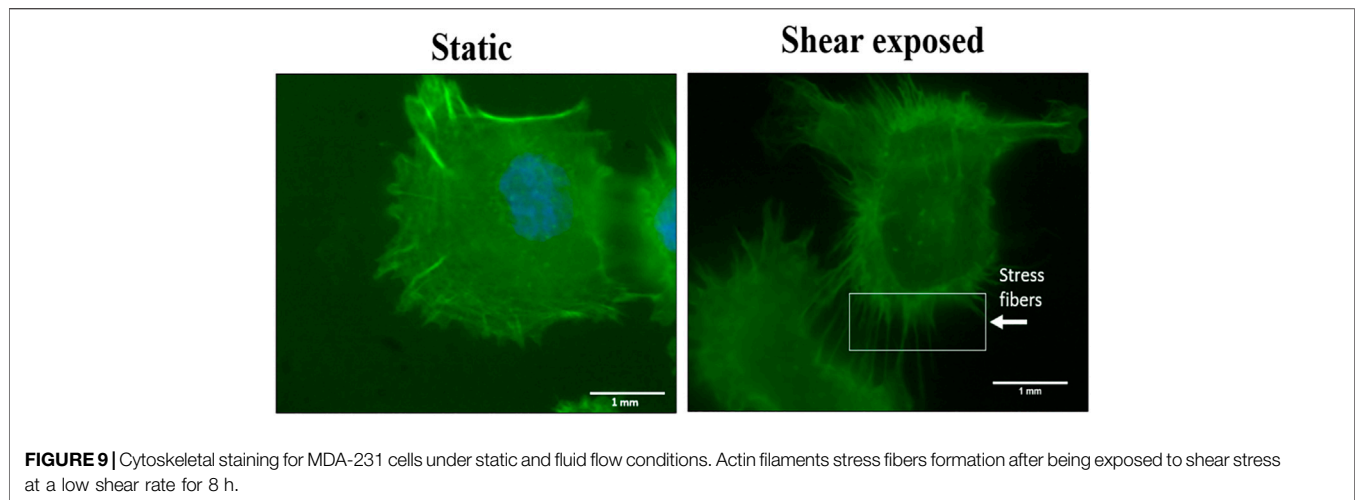 Static
Shear exposed
Stress
fibers
1 mm
1 mm
FIGURE 9 | Cytoskeletal staining for MDA-231 cells under static and fluid flow conditions. Actin filaments stress fibers formation after being exposed to shear stress
at a low shear rate for 8 h.